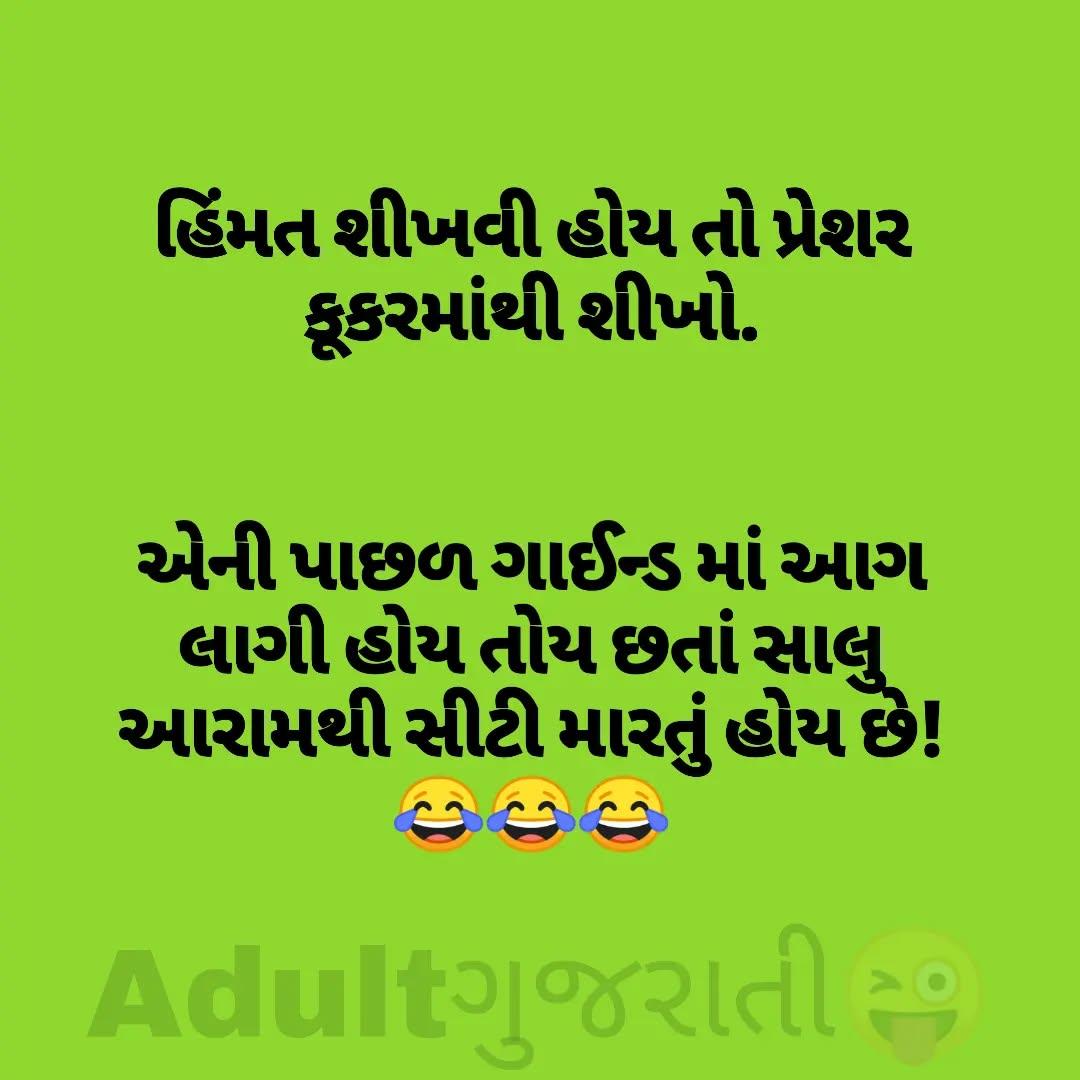 હિંમત શીખવી હોય તો પ્રેશર
કૂકરમાંથી શીખો.
એની પાછળ ગાઈન્ડ માં આગ
લાગી હોય તોય છતાં સાલુ
આરામથી સીટી મારતું હોય છે!
😂😂😂
Adultગુજરાતી😜